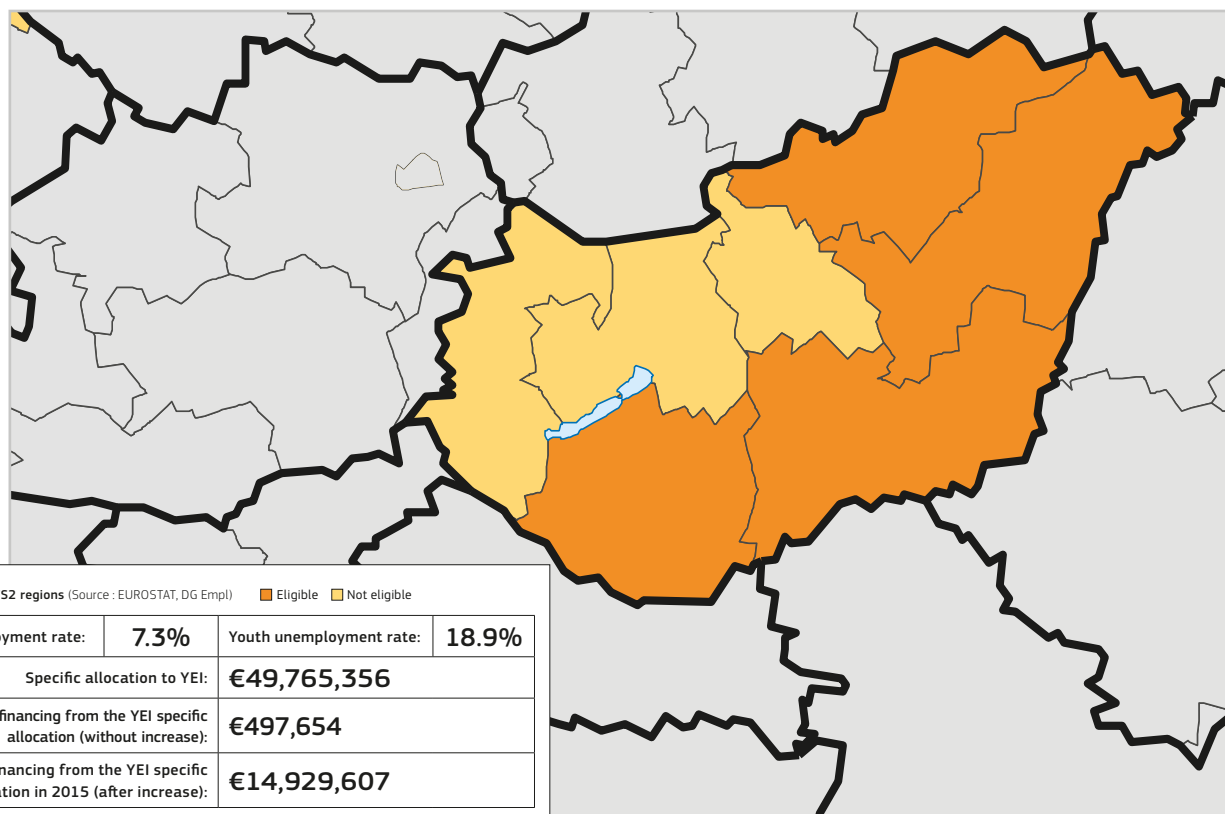 S2 regions (Source : EUROSTAT, DG Empl) Eligible Not eligible
yment rate: 7.3% Youth unemployment rate: 18.9%
Specific allocation to YEI: €49,765,356
financing from the YEI specific
allocation (without increase): €497,654
nancing from the YEI specific
ation in 2015 (after increase): €14,929,607